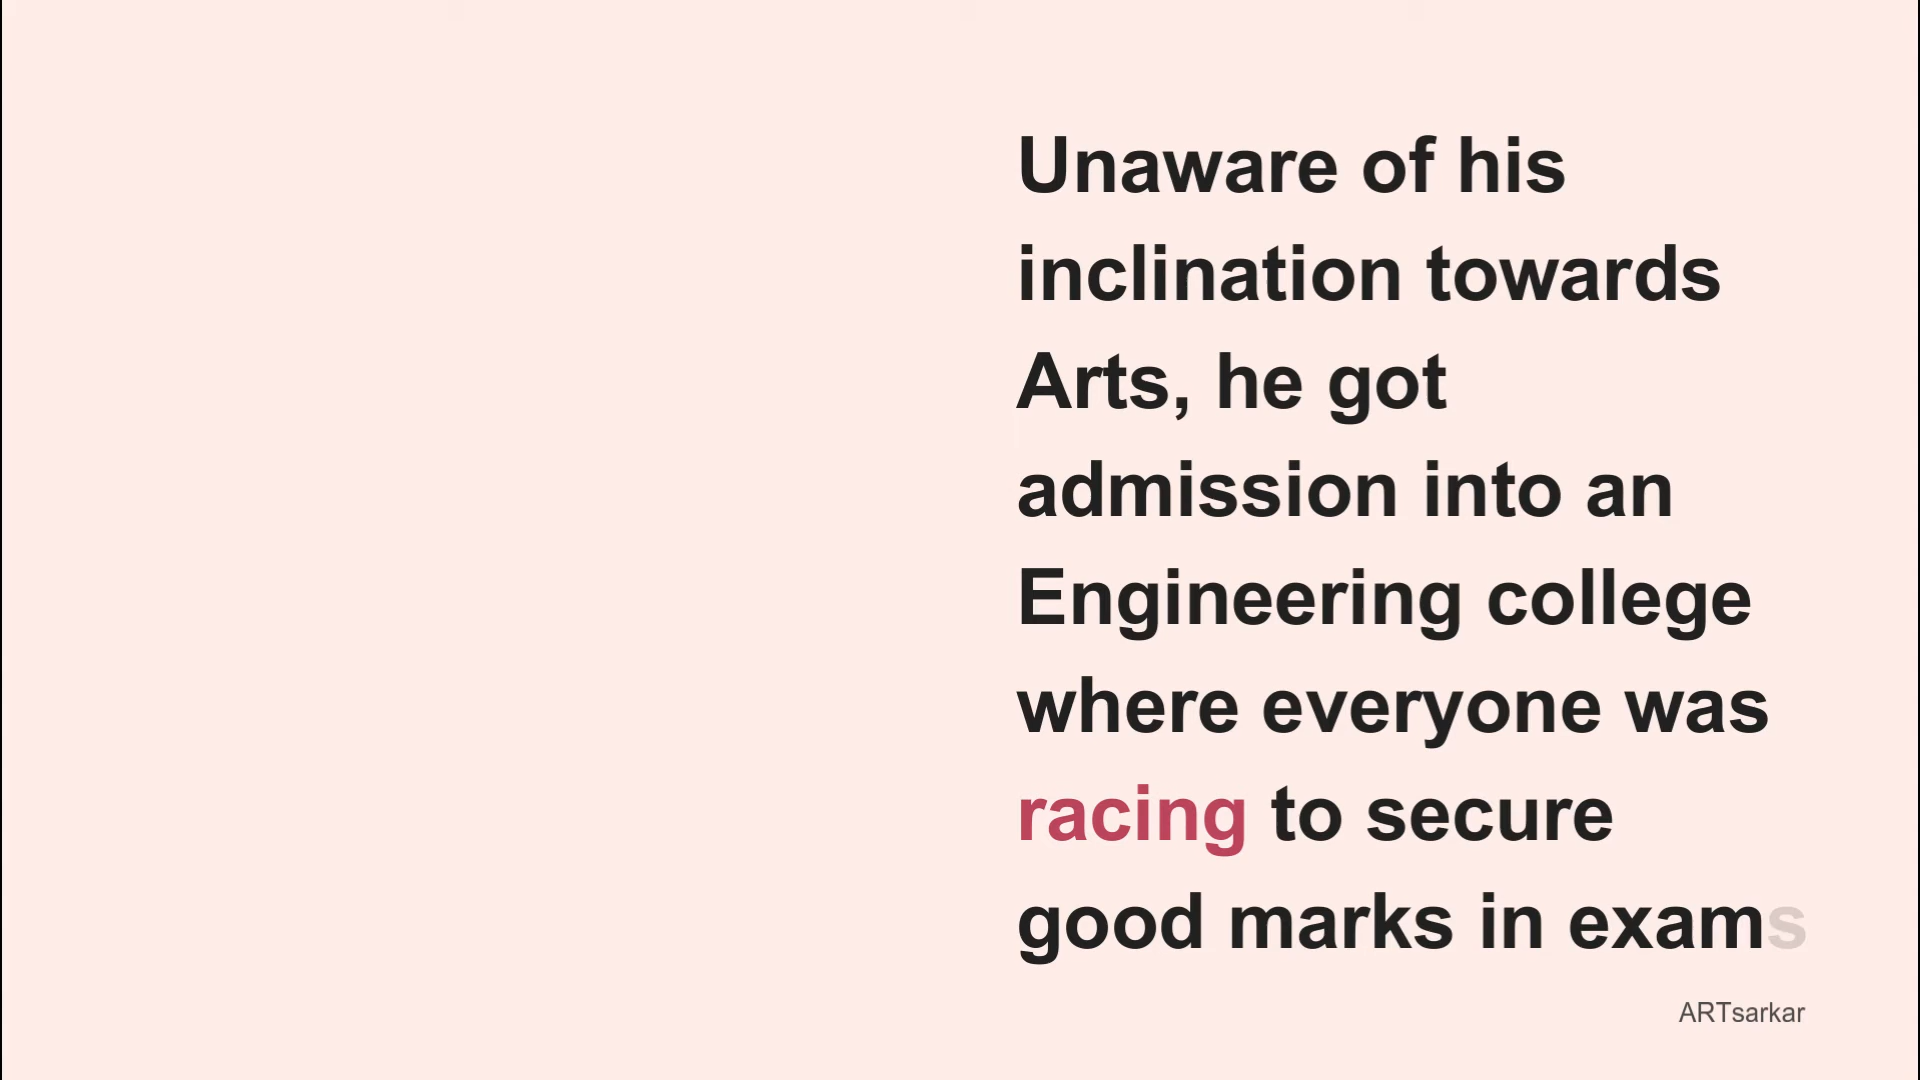 Unaware of his
inclination towards
Arts, he got
admission into an
Engineering college
where everyone was
racing to secure
good marks in exams
ARTsarkar